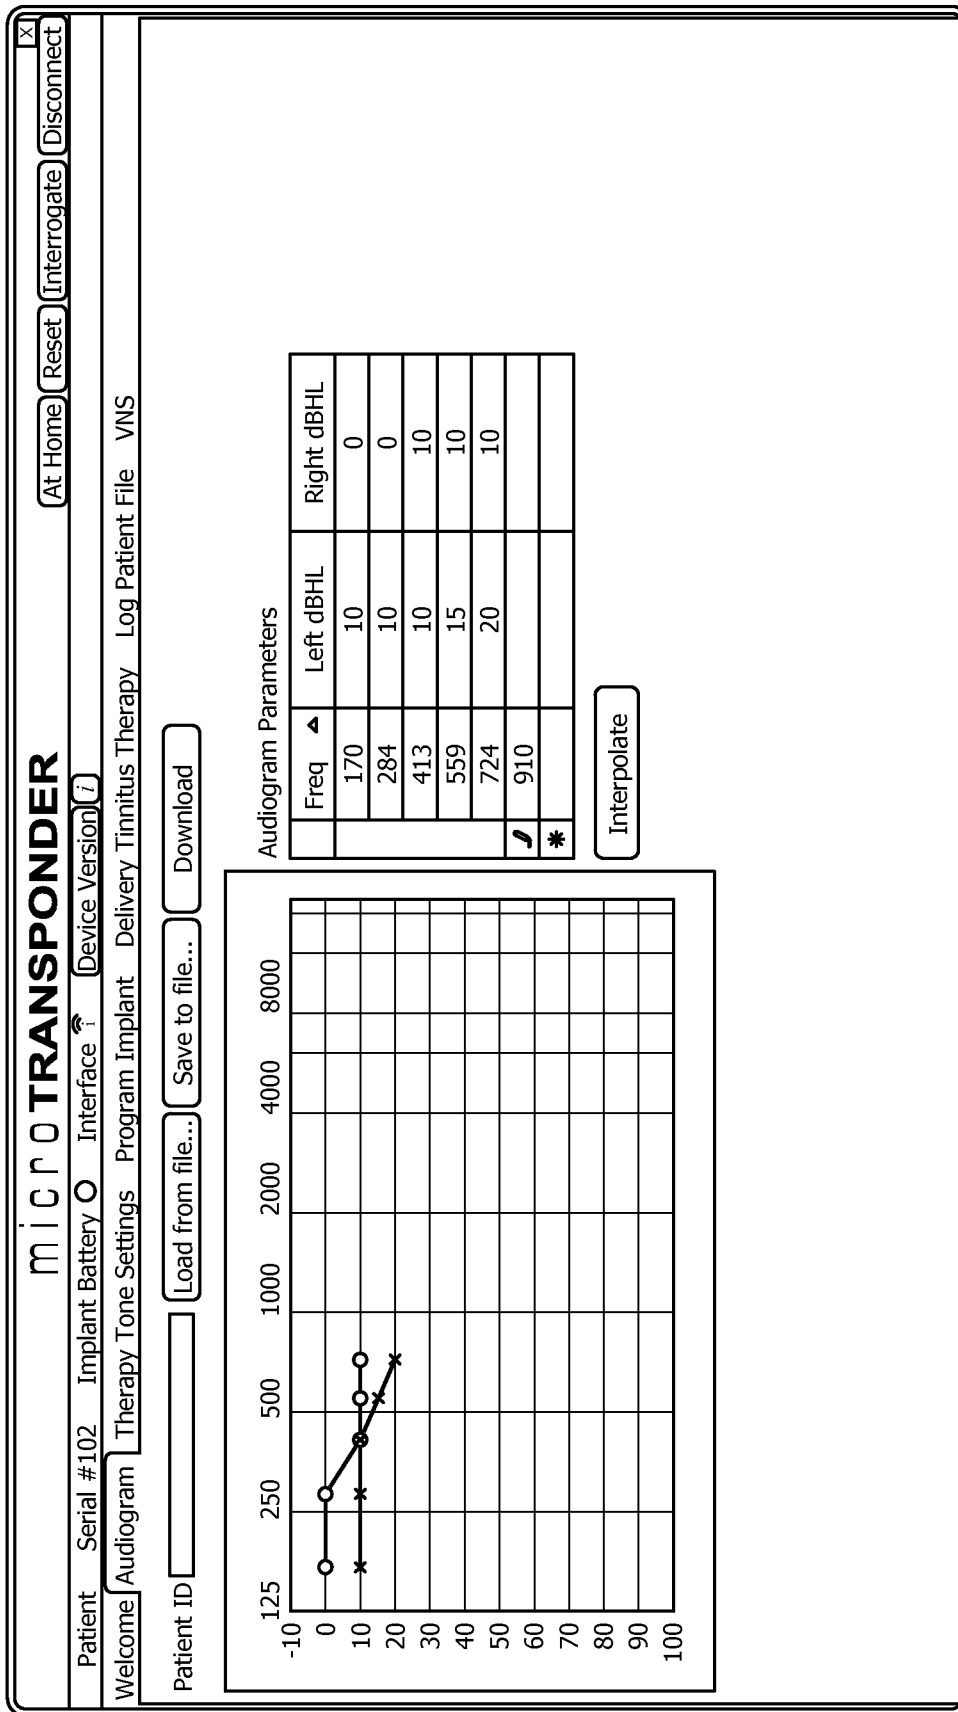 X
microTRANSPONDER
At Home Reset Interrogate Disconnect
Patient Serial #102 Implant Battery Interface i Device Version i
Welcome Audiogram Therapy Tone Settings Program Implant Delivery Tinnitus Therapy Log Patient File VNS
Patient ID Load from file... Save to file... Download
125 250 500 1000 2000 4000 8000
-10
0
10
20
30
40
50
60
70
80
90
100
Audiogram Parameters
Freq Left dBHL Right dBHL
170 10 0
284 10 0
413 10 10
559 15 10
724 20 10
910
*
Interpolate